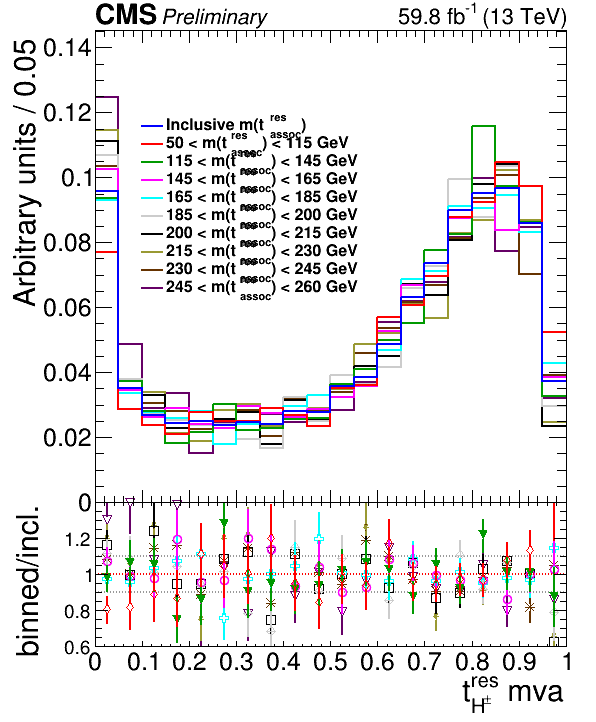 CMS Preliminary 59.8 fb⁻¹ (13 TeV)
Arbitrary units / 0.05
0.14
0.12
0.1
0.08
0.06
0.04
0.02
0
Inclusive m(t res assoc)
50 < m(t res assoc) < 115 GeV
115 < m(t res assoc) < 145 GeV
145 < m(t res assoc) < 165 GeV
165 < m(t res assoc) < 185 GeV
185 < m(t res assoc) < 200 GeV
200 < m(t res assoc) < 215 GeV
215 < m(t res assoc) < 230 GeV
230 < m(t res assoc) < 245 GeV
245 < m(t res assoc) < 260 GeV
binned/incl.
1.2
1
0.8
0.6
0 0.1 0.2 0.3 0.4 0.5 0.6 0.7 0.8 0.9 1
t res H± mva